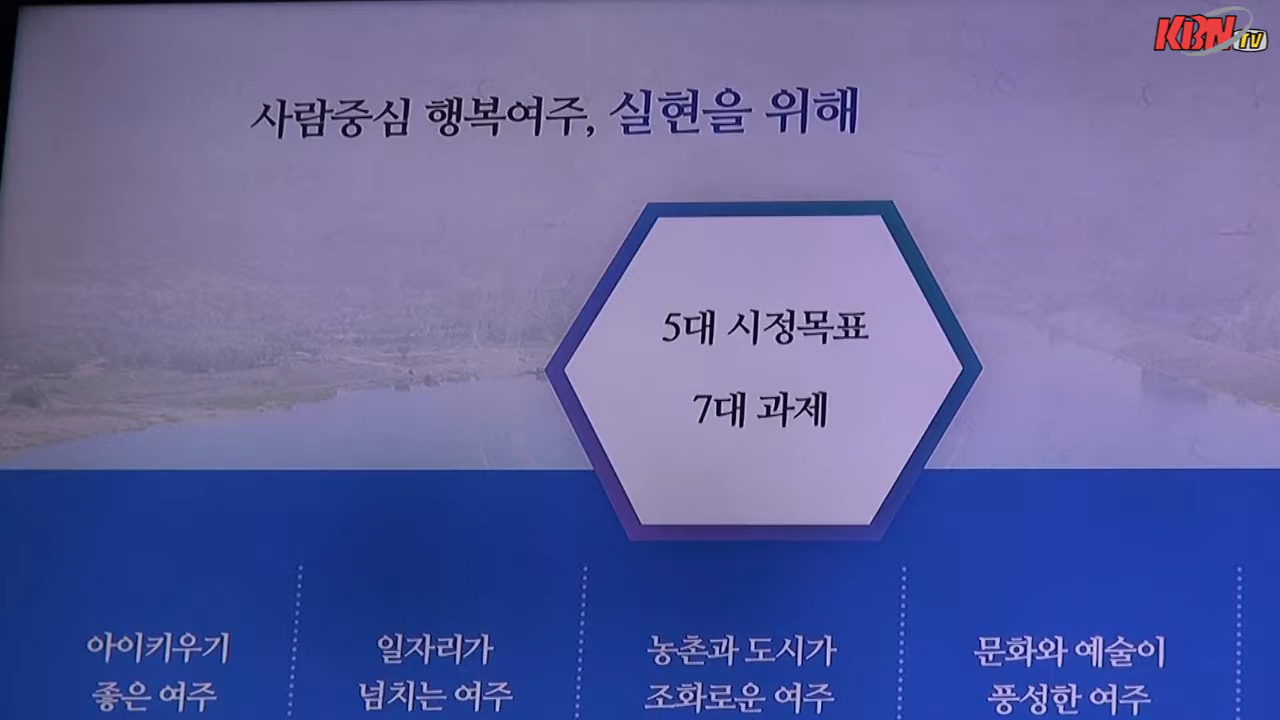 KBN TV
사람중심 행복여주, 실현을 위해
5대 시정목표
7대 과제
아이키우기
좋은 여주
일자리가
넘치는 여주
농촌과 도시가
조화로운 여주
문화와 예술이
풍성한 여주